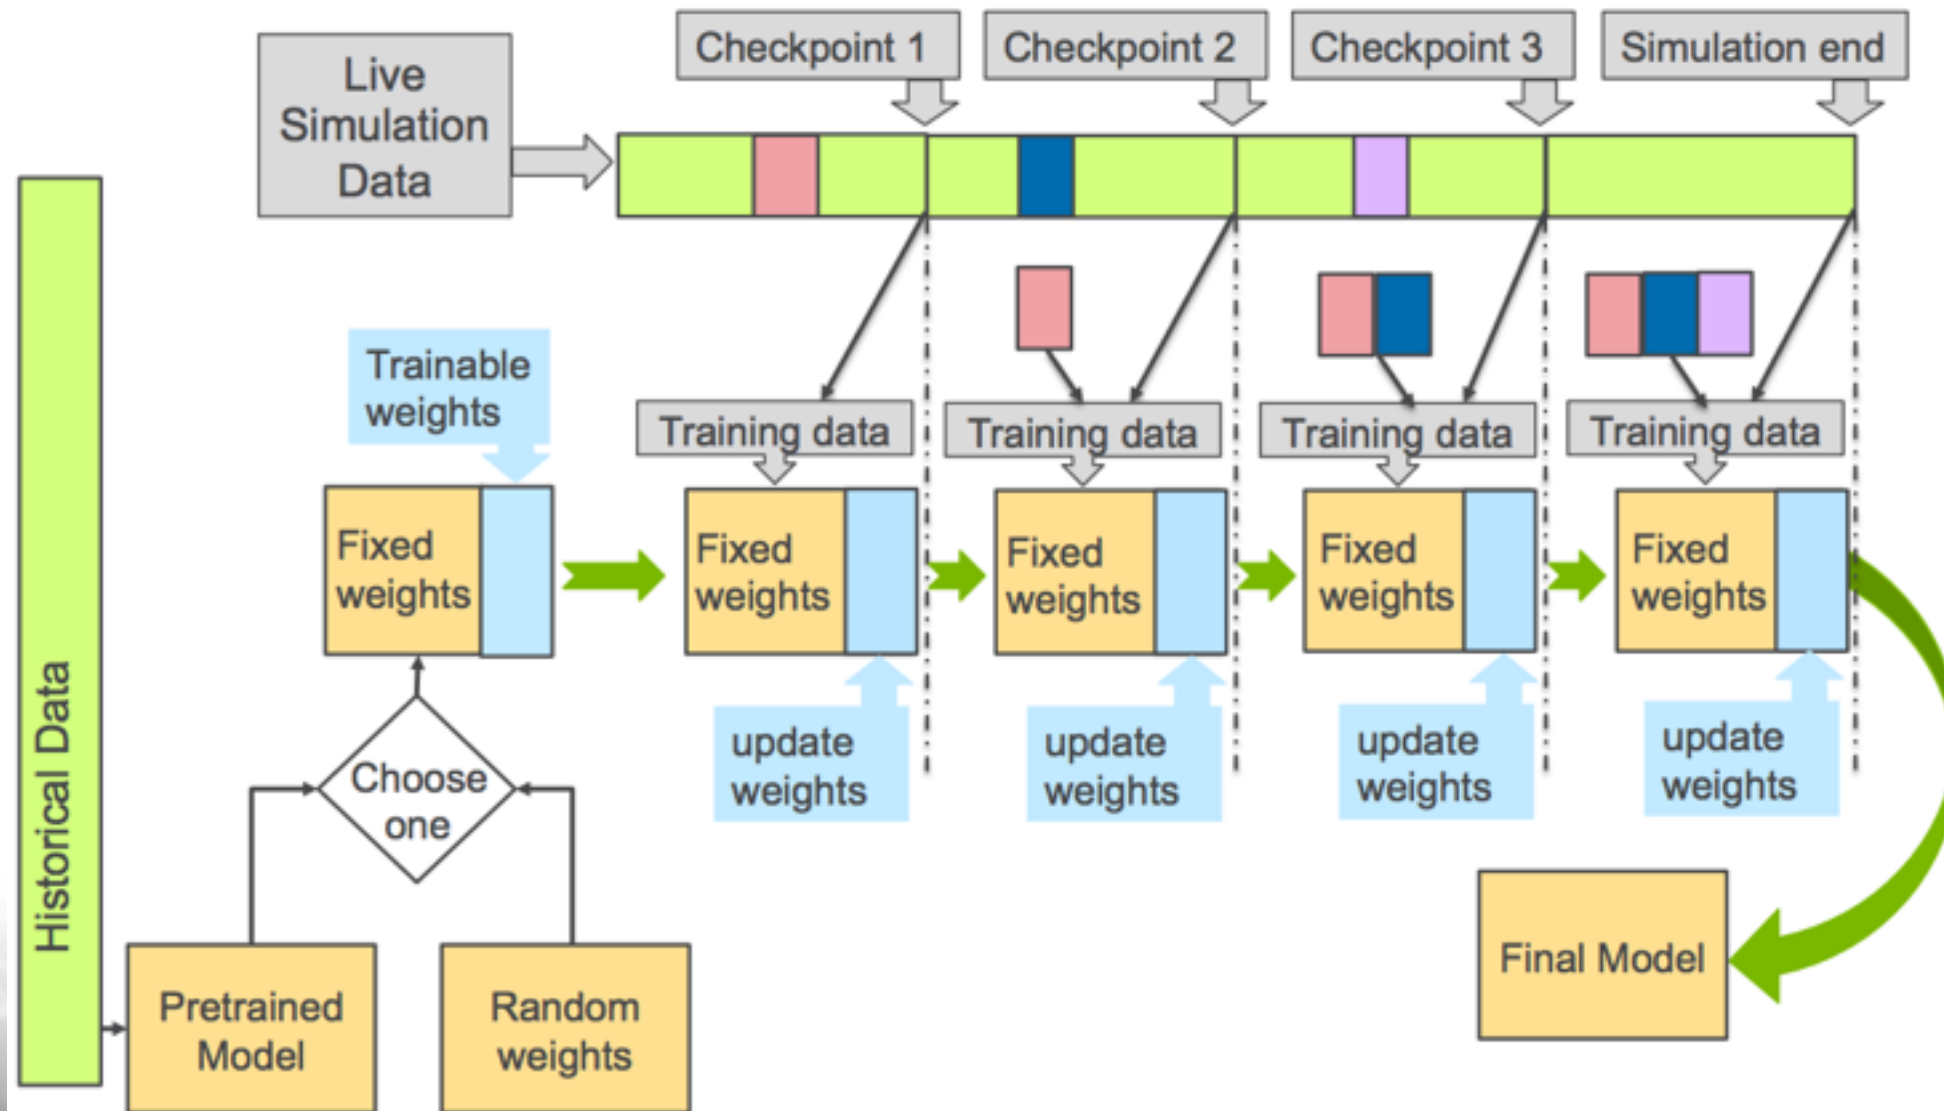 Checkpoint 1
Checkpoint 2
Checkpoint 3
Simulation end
Live
Simulation
Data
Trainable
weights
Training data
Training data
Training data
Training data
Fixed
weights
Fixed
weights
Fixed
weights
Fixed
weights
Fixed
weights
update
weights
update
weights
update
weights
update
weights
Choose
one
Historical Data
Pretrained
Model
Random
weights
Final Model